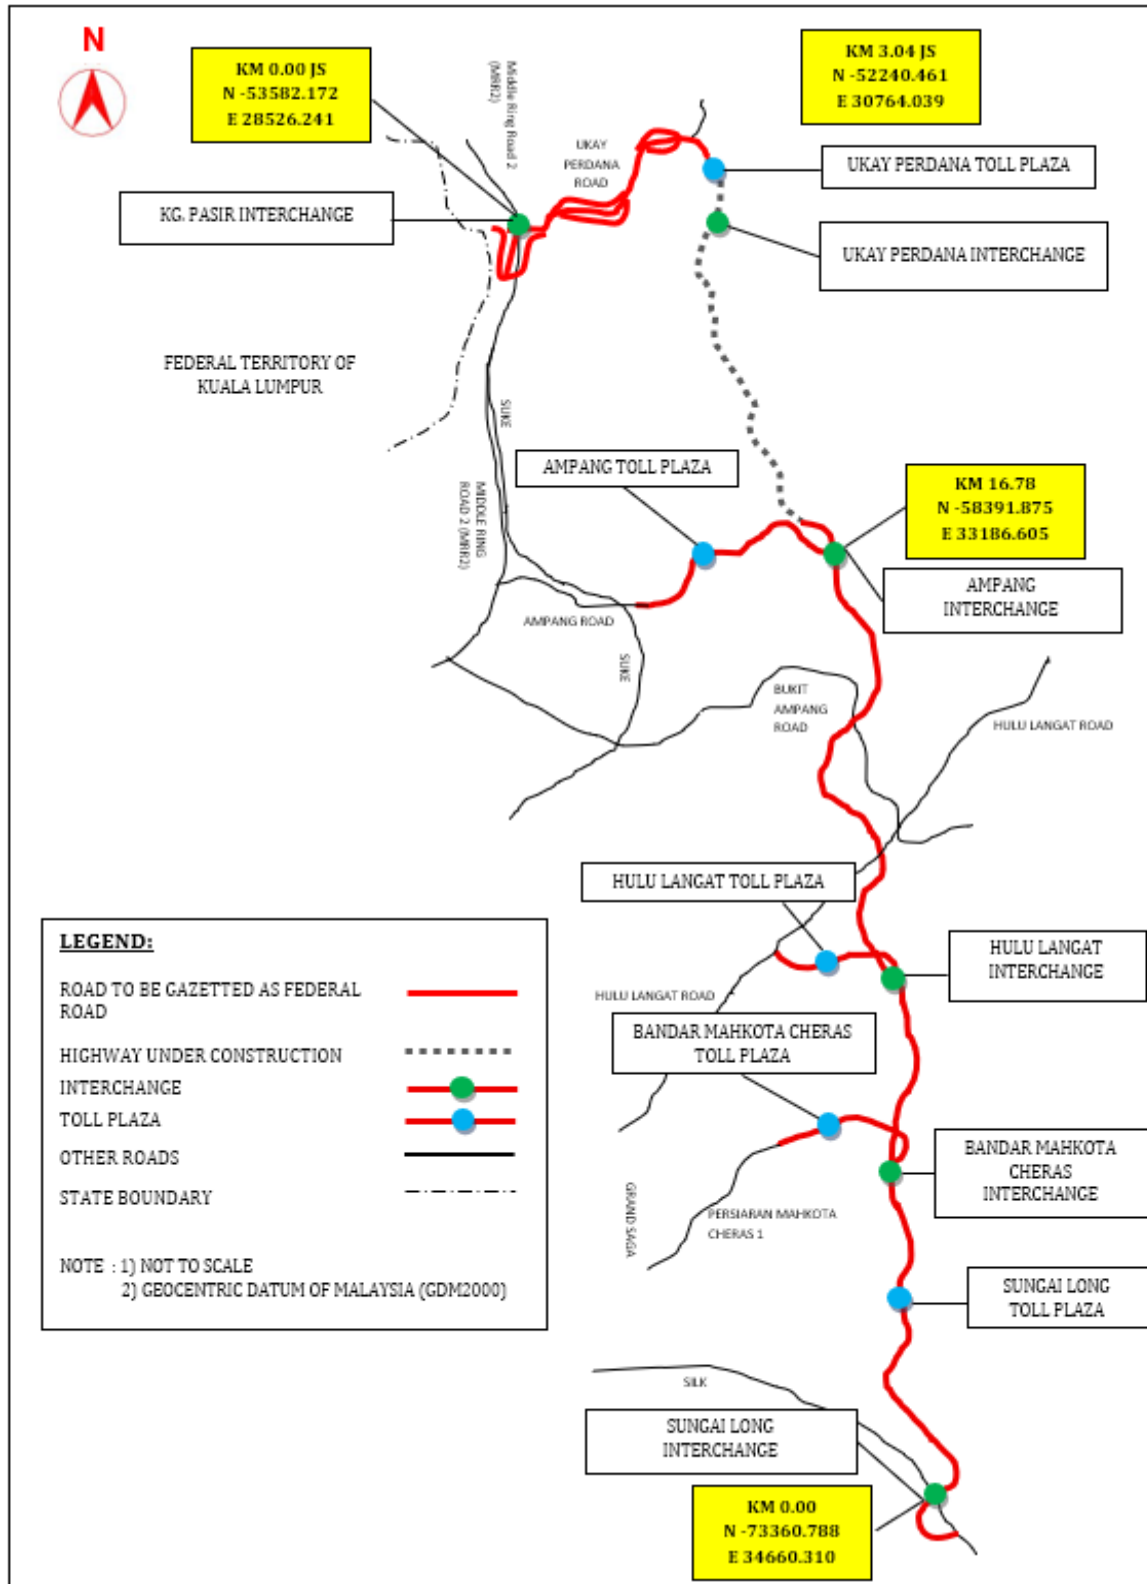 N
KM 0.00 JS
N -53582.172
E 28526.241
Middle Ring Road 2
(MRR2)
KM 3.04 JS
N -52240.461
E 30764.039
UKAY
PERDANA
ROAD
UKAY PERDANA TOLL PLAZA
KG. PASIR INTERCHANGE
UKAY PERDANA INTERCHANGE
FEDERAL TERRITORY OF
KUALA LUMPUR
SUKE
AMPANG TOLL PLAZA
MIDDLE RING
ROAD 2 (MRR2)
KM 16.78
N -58391.875
E 33186.605
AMPANG
INTERCHANGE
AMPANG ROAD
SUKE
BUKIT
AMPANG
ROAD
HULU LANGAT ROAD
HULU LANGAT TOLL PLAZA
HULU LANGAT
INTERCHANGE
HULU LANGAT ROAD
BANDAR MAHKOTA CHERAS
TOLL PLAZA
BANDAR MAHKOTA
CHERAS
INTERCHANGE
GRAND SAGA
PERSIARAN MAHKOTA
CHERAS 1
SUNGAI LONG
TOLL PLAZA
SILK
SUNGAI LONG
INTERCHANGE
KM 0.00
N -73360.788
E 34660.310
LEGEND:
ROAD TO BE GAZETTED AS FEDERAL
ROAD
HIGHWAY UNDER CONSTRUCTION
INTERCHANGE
TOLL PLAZA
OTHER ROADS
STATE BOUNDARY
NOTE : 1) NOT TO SCALE
2) GEOCENTRIC DATUM OF MALAYSIA (GDM2000)